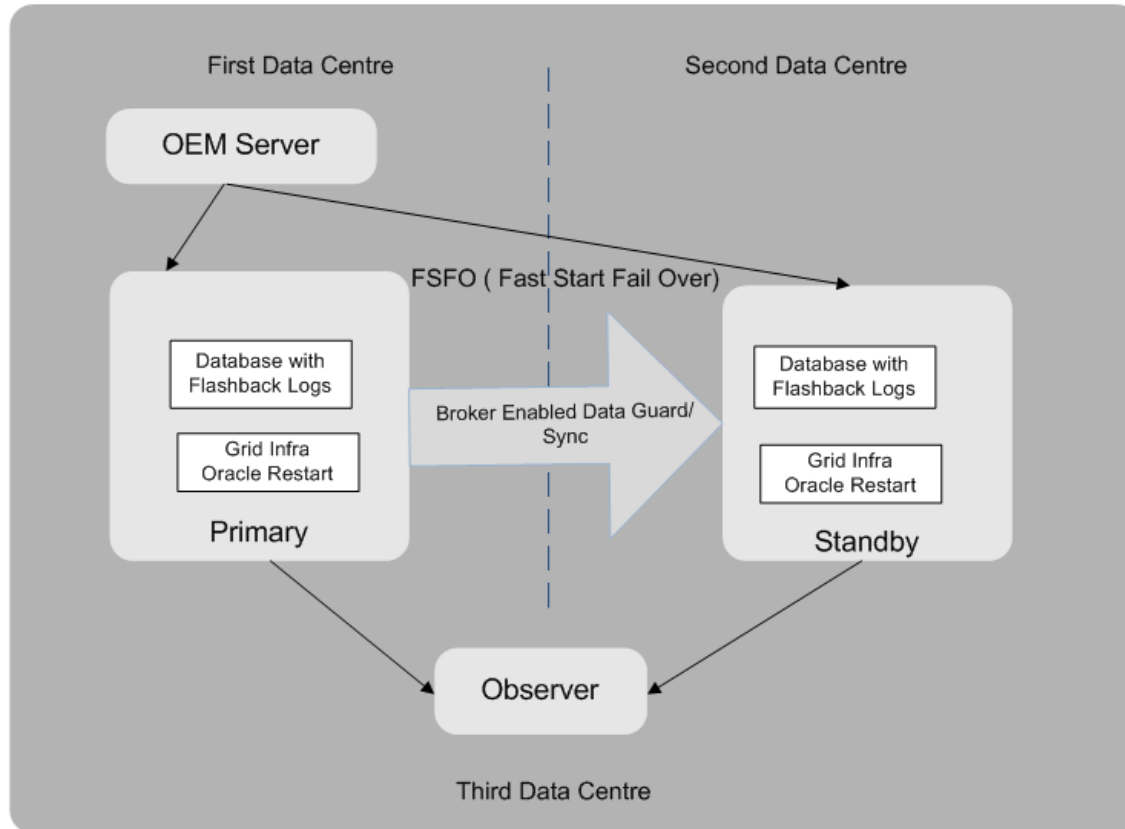 First Data Centre
Second Data Centre
OEM Server
FSFO ( Fast Start Fail Over)
Database with
Flashback Logs
Grid Infra
Oracle Restart
Primary
Broker Enabled Data Guard/
Sync
Database with
Flashback Logs
Grid Infra
Oracle Restart
Standby
Observer
Third Data Centre